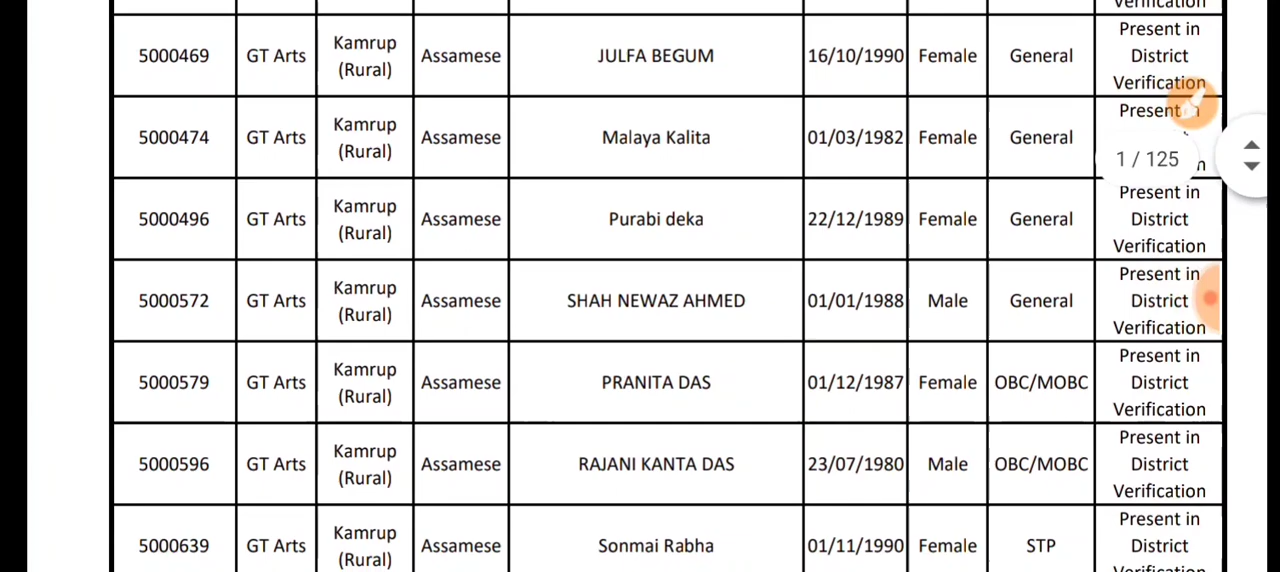 Verification
5000469 GT Arts Kamrup (Rural) Assamese JULFA BEGUM 16/10/1990 Female General Present in District Verification
5000474 GT Arts Kamrup (Rural) Assamese Malaya Kalita 01/03/1982 Female General Present
1 / 125
5000496 GT Arts Kamrup (Rural) Assamese Purabi deka 22/12/1989 Female General Present in District Verification
5000572 GT Arts Kamrup (Rural) Assamese SHAH NEWAZ AHMED 01/01/1988 Male General Present in District Verification
5000579 GT Arts Kamrup (Rural) Assamese PRANITA DAS 01/12/1987 Female OBC/MOBC Present in District Verification
5000596 GT Arts Kamrup (Rural) Assamese RAJANI KANTA DAS 23/07/1980 Male OBC/MOBC Present in District Verification
5000639 GT Arts Kamrup (Rural) Assamese Sonmai Rabha 01/11/1990 Female STP Present in District Verification